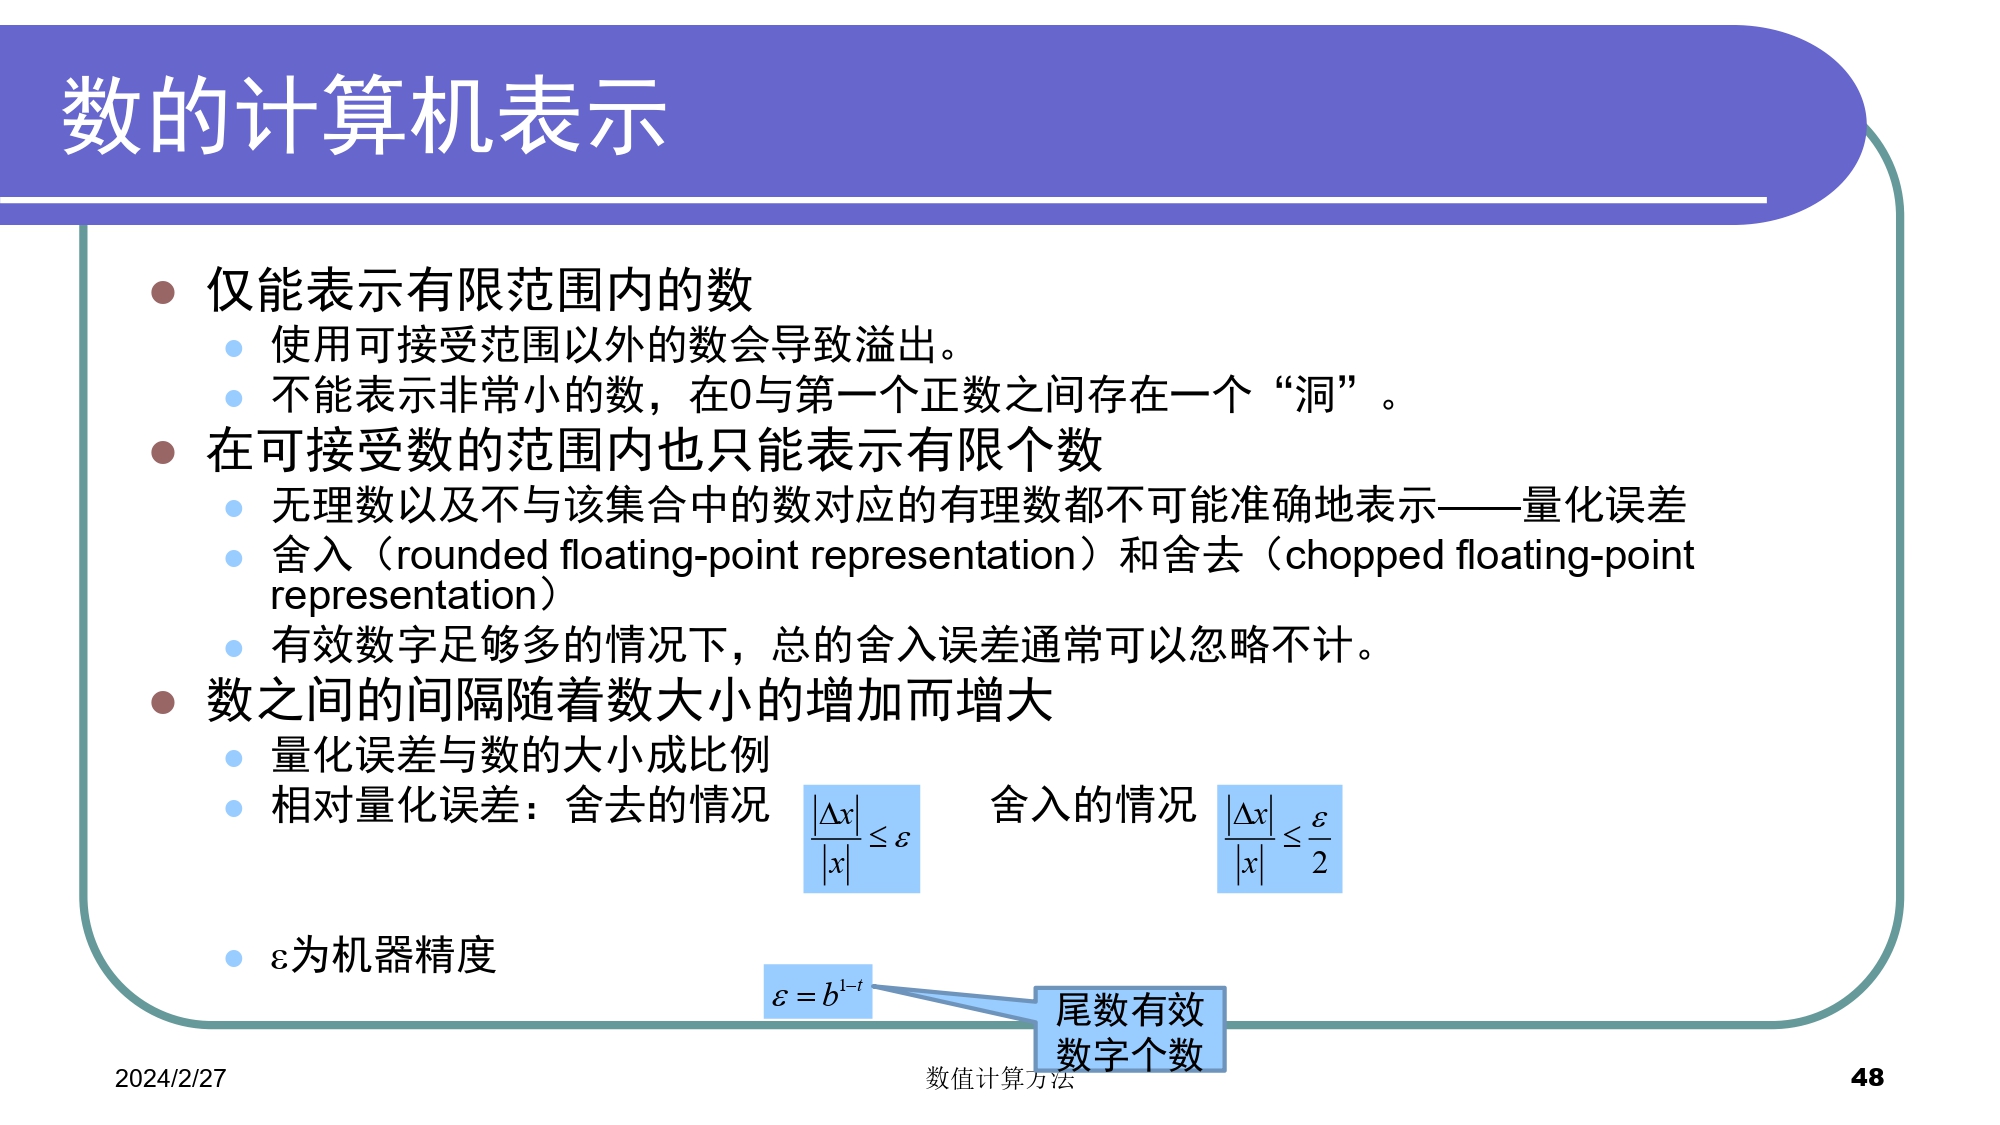 数的计算机表示
仅能表示有限范围内的数
使用可接受范围以外的数会导致溢出。
不能表示非常小的数，在0与第一个正数之间存在一个“洞”。
在可接受数的范围内也只能表示有限个数
无理数以及不与该集合中的数对应的有理数都不可能准确地表示——量化误差
舍入（rounded floating-point representation）和舍去（chopped floating-point
representation）
有效数字足够多的情况下，总的舍入误差通常可以忽略不计。
数之间的间隔随着数大小的增加而增大
量化误差与数的大小成比例
相对量化误差：舍去的情况 |Δx|/|x| ≤ ε 舍入的情况 |Δx|/|x| ≤ ε/2
ε为机器精度
ε = b^{1-t}
尾数有效
数字个数
2024/2/27
数值计算方法
48